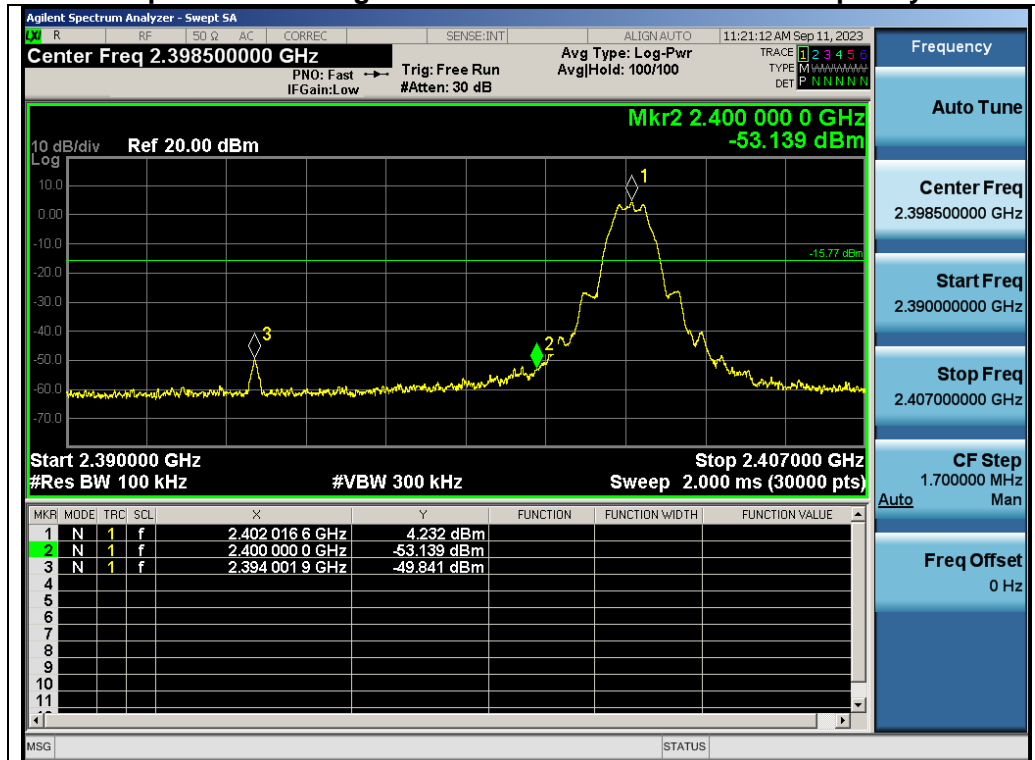 Agilent Spectrum Analyzer - Swept SA
LXI R RF 50 Ω AC CORREC SENSE:INT ALIGN AUTO 11:21:12 AM Sep 11, 2023
Center Freq 2.398500000 GHz
PNO: Fast
IFGain:Low
Trig: Free Run
#Atten: 30 dB
Avg Type: Log-Pwr
Avg|Hold: 100/100
TRACE 1 2 3 4 5 6
TYPE M WWWWW
DET P N N N N N
Mkr2 2.400 000 0 GHz
-53.139 dBm
10 dB/div Ref 20.00 dBm
Log
10.0
0.00
-10.0
-20.0
-30.0
-40.0
-50.0
-60.0
-70.0
1
-15.77 dBm
3
2
Start 2.390000 GHz Stop 2.407000 GHz
#Res BW 100 kHz #VBW 300 kHz Sweep 2.000 ms (30000 pts)
MKR MODE TRC SCL X Y FUNCTION FUNCTION WIDTH FUNCTION VALUE
1 N 1 f 2.402 016 6 GHz 4.232 dBm
2 N 1 f 2.400 000 0 GHz -53.139 dBm
3 N 1 f 2.394 001 9 GHz -49.841 dBm
4
5
6
7
8
9
10
11
MSG STATUS
Frequency
Auto Tune
Center Freq
2.398500000 GHz
Start Freq
2.390000000 GHz
Stop Freq
2.407000000 GHz
CF Step
1.700000 MHz
Auto Man
Freq Offset
0 Hz